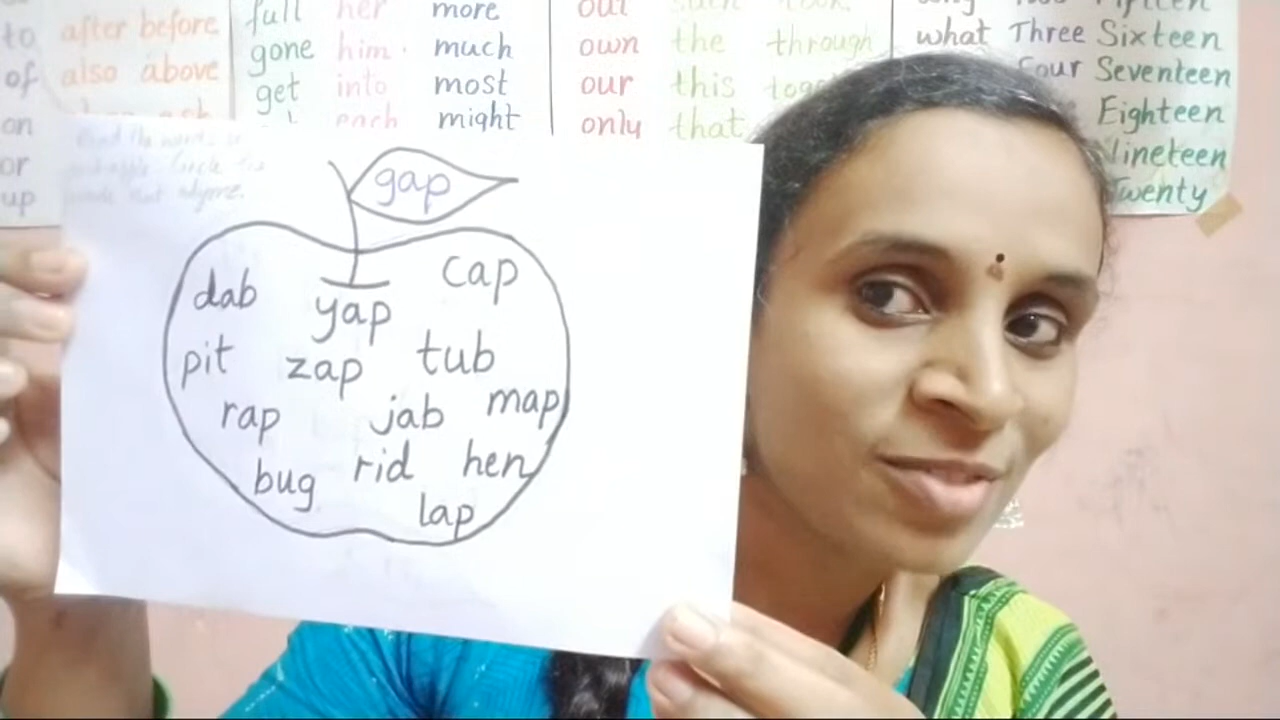 to after before full her more out such took Fifteen
of also above gone him much own the through what Three Sixteen
get into most our this Four Seventeen
on each might only that Eighteen
or Nineteen
up Twenty
gap
dab yap cap
pit zap tub
rap jab map
bug rid hen
lap